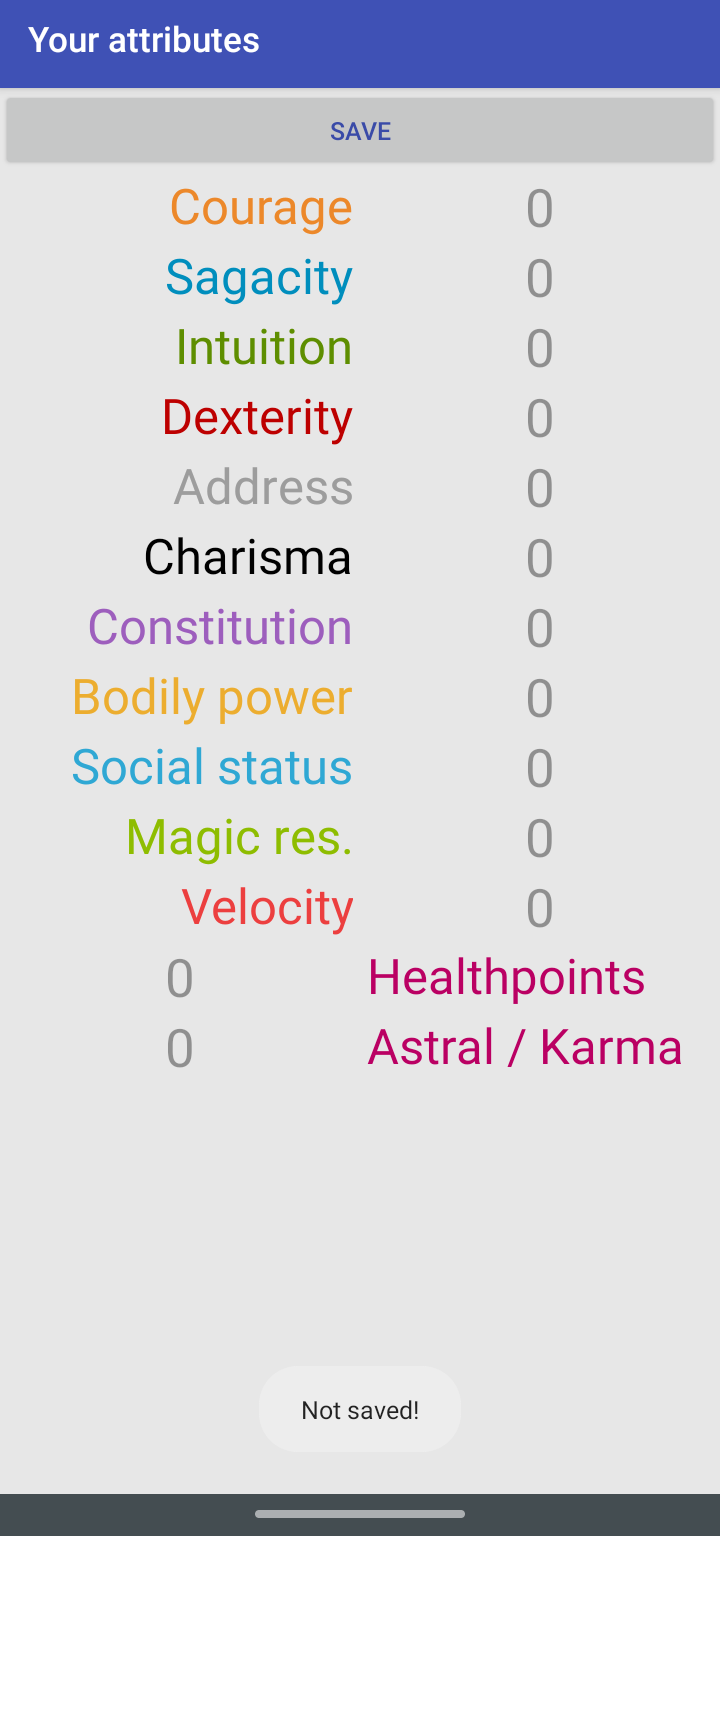 Your attributes
SAVE
Courage 0
Sagacity 0
Intuition 0
Dexterity 0
Address 0
Charisma 0
Constitution 0
Bodily power 0
Social status 0
Magic res. 0
Velocity 0
0 Healthpoints
0 Astral / Karma
Not saved!